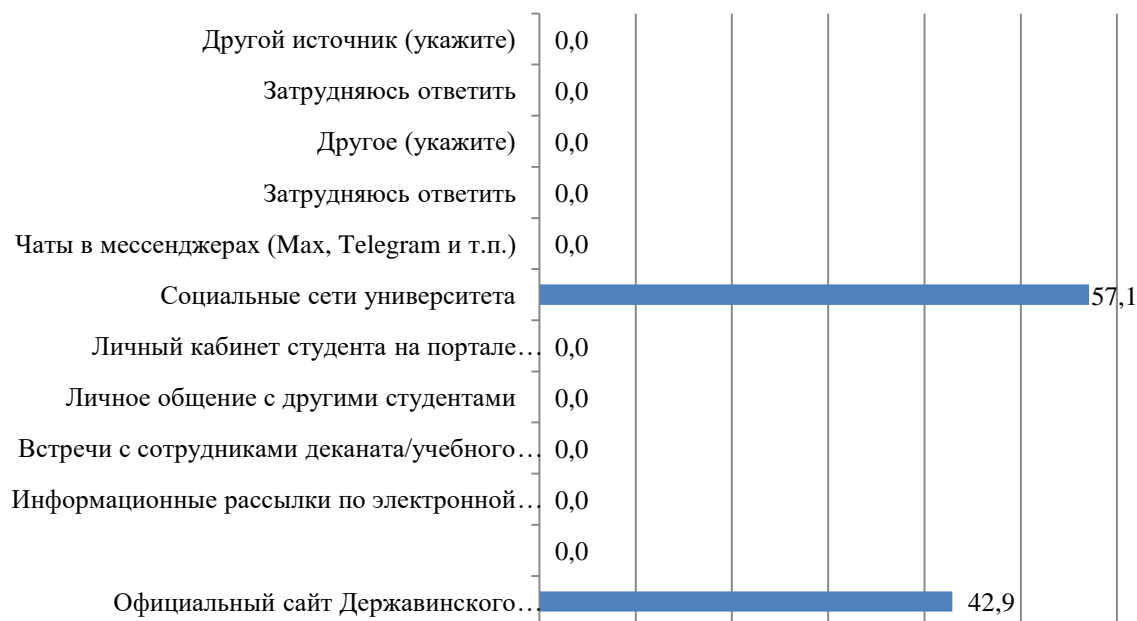 Другой источник (укажите) 0,0
Затрудняюсь ответить 0,0
Другое (укажите) 0,0
Затрудняюсь ответить 0,0
Чаты в мессенджерах (Max, Telegram и т.п.) 0,0
Социальные сети университета 57,1
Личный кабинет студента на портале… 0,0
Личное общение с другими студентами 0,0
Встречи с сотрудниками деканата/учебного… 0,0
Информационные рассылки по электронной… 0,0
0,0
Официальный сайт Державинского… 42,9